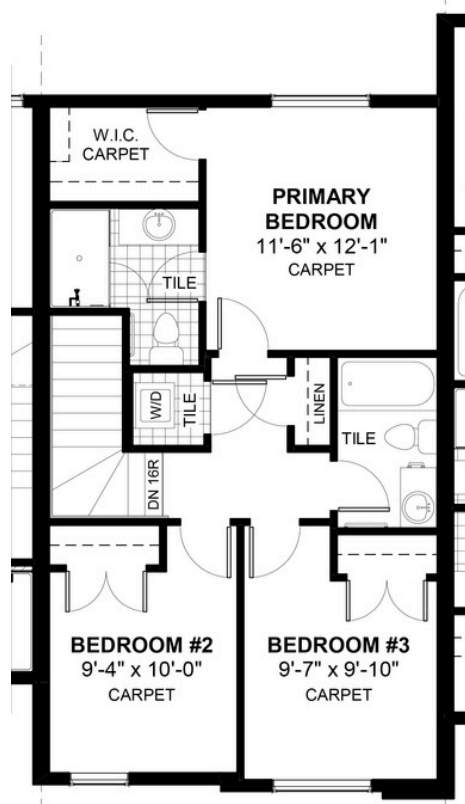 W.I.C.
CARPET
PRIMARY
BEDROOM
11'-6" x 12'-1"
CARPET
TILE
W/D
TILE
LINEN
TILE
DN 16R
BEDROOM #2
9'-4" x 10'-0"
CARPET
BEDROOM #3
9'-7" x 9'-10"
CARPET